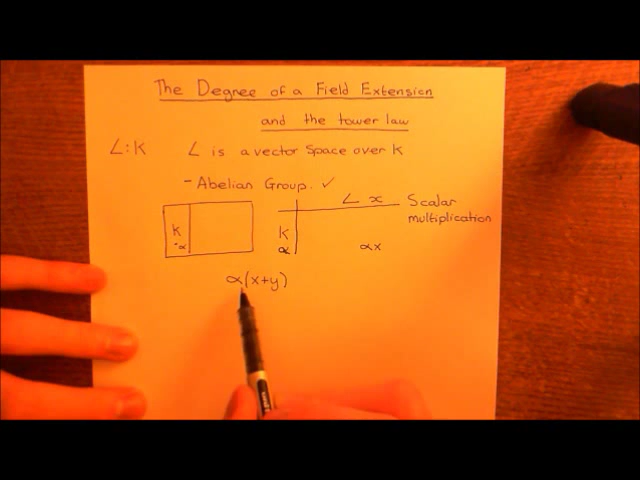 The Degree of a Field Extension
and the tower law
L:K L is a vector Space over K
- Abelian Group. ✓
L x Scalar
multiplication
K K
·α α αx
α(x+y)